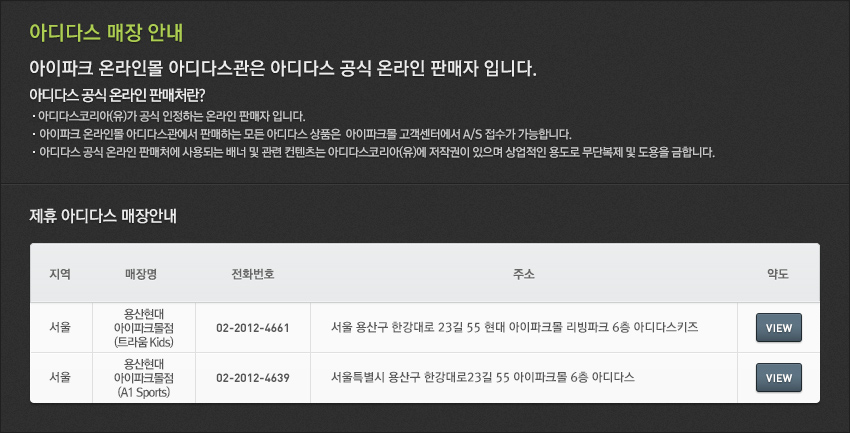 아디다스 매장 안내
아이파크 온라인몰 아디다스관은 아디다스 공식 온라인 판매자 입니다.
아디다스 공식 온라인 판매처란?
· 아디다스코리아(유)가 공식 인정하는 온라인 판매자 입니다.
· 아이파크 온라인몰 아디다스관에서 판매하는 모든 아디다스 상품은 아이파크몰 고객센터에서 A/S 접수가 가능합니다.
· 아디다스 공식 온라인 판매처에 사용되는 배너 및 관련 컨텐츠는 아디다스코리아(유)에 저작권이 있으며 상업적인 용도로 무단복제 및 도용을 금합니다.
제휴 아디다스 매장안내
지역 매장명 전화번호 주소 약도
용산현대
서울 아이파크몰점 02-2012-4661 서울 용산구 한강대로 23길 55 현대 아이파크몰 리빙파크 6층 아디다스키즈 VIEW
(트라움 Kids)
용산현대
서울 아이파크몰점 02-2012-4639 서울특별시 용산구 한강대로23길 55 아이파크몰 6층 아디다스 VIEW
(A1 Sports)